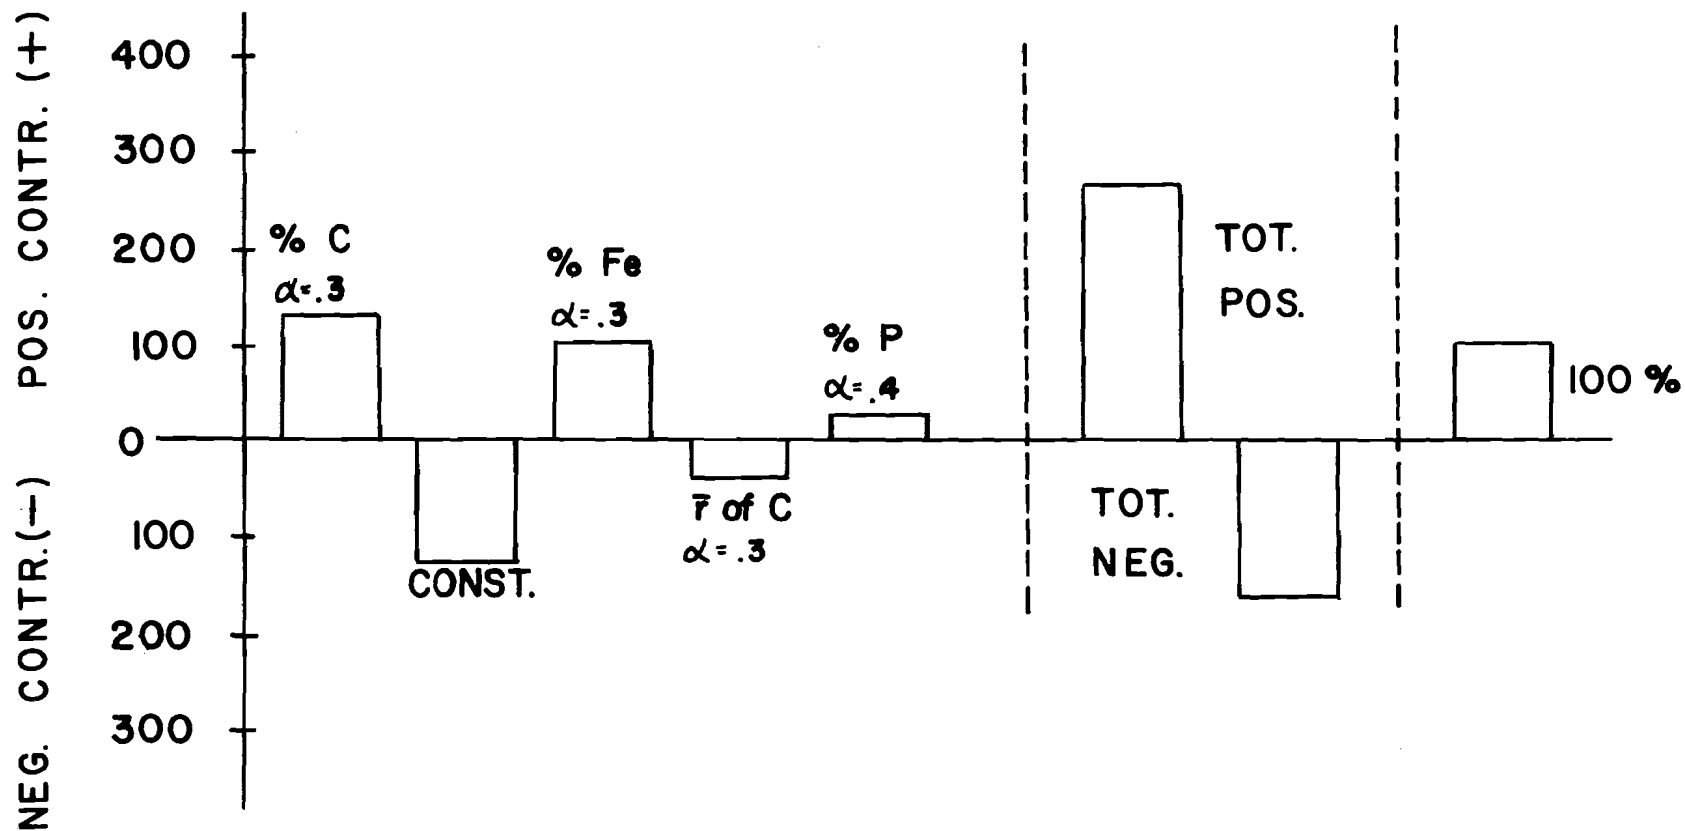 POS. CONTR. (+)
NEG. CONTR. (—)
400
300
200
100
0
100
200
300
% C
α=.3
CONST.
% Fe
α=.3
7̄ of C
α=.3
% P
α=.4
TOT.
POS.
TOT.
NEG.
100 %